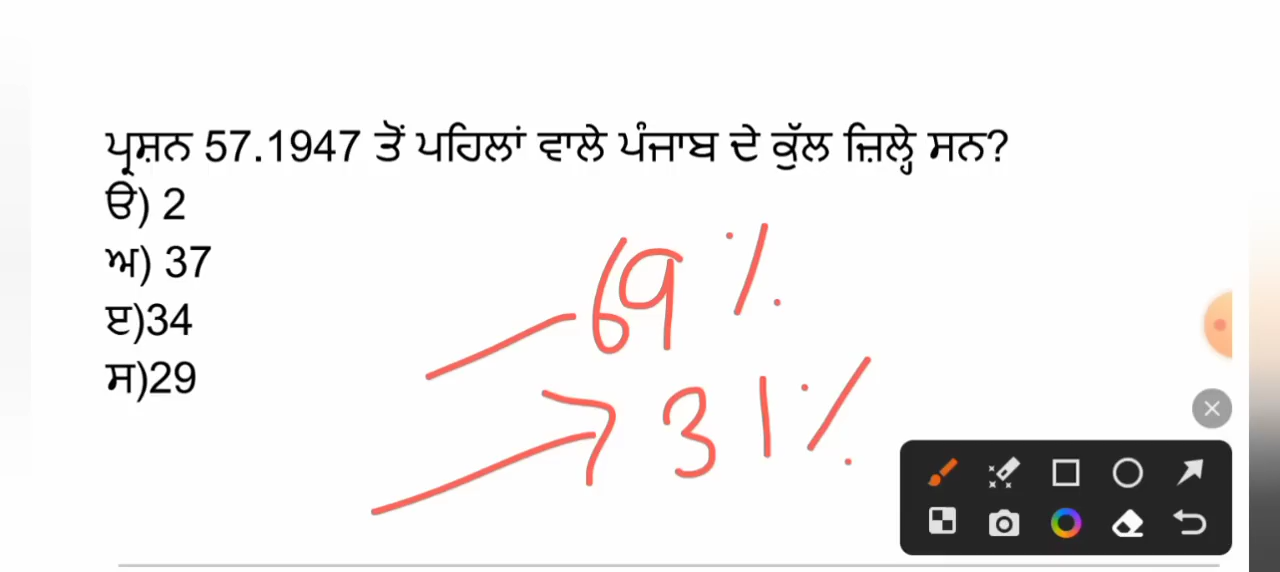 ਪ੍ਰਸ਼ਨ 57.1947 ਤੋਂ ਪਹਿਲਾਂ ਵਾਲੇ ਪੰਜਾਬ ਦੇ ਕੁੱਲ ਜ਼ਿਲ੍ਹੇ ਸਨ?
ੳ) 2
ਅ) 37
ੲ)34
ਸ)29
69 %
31 %